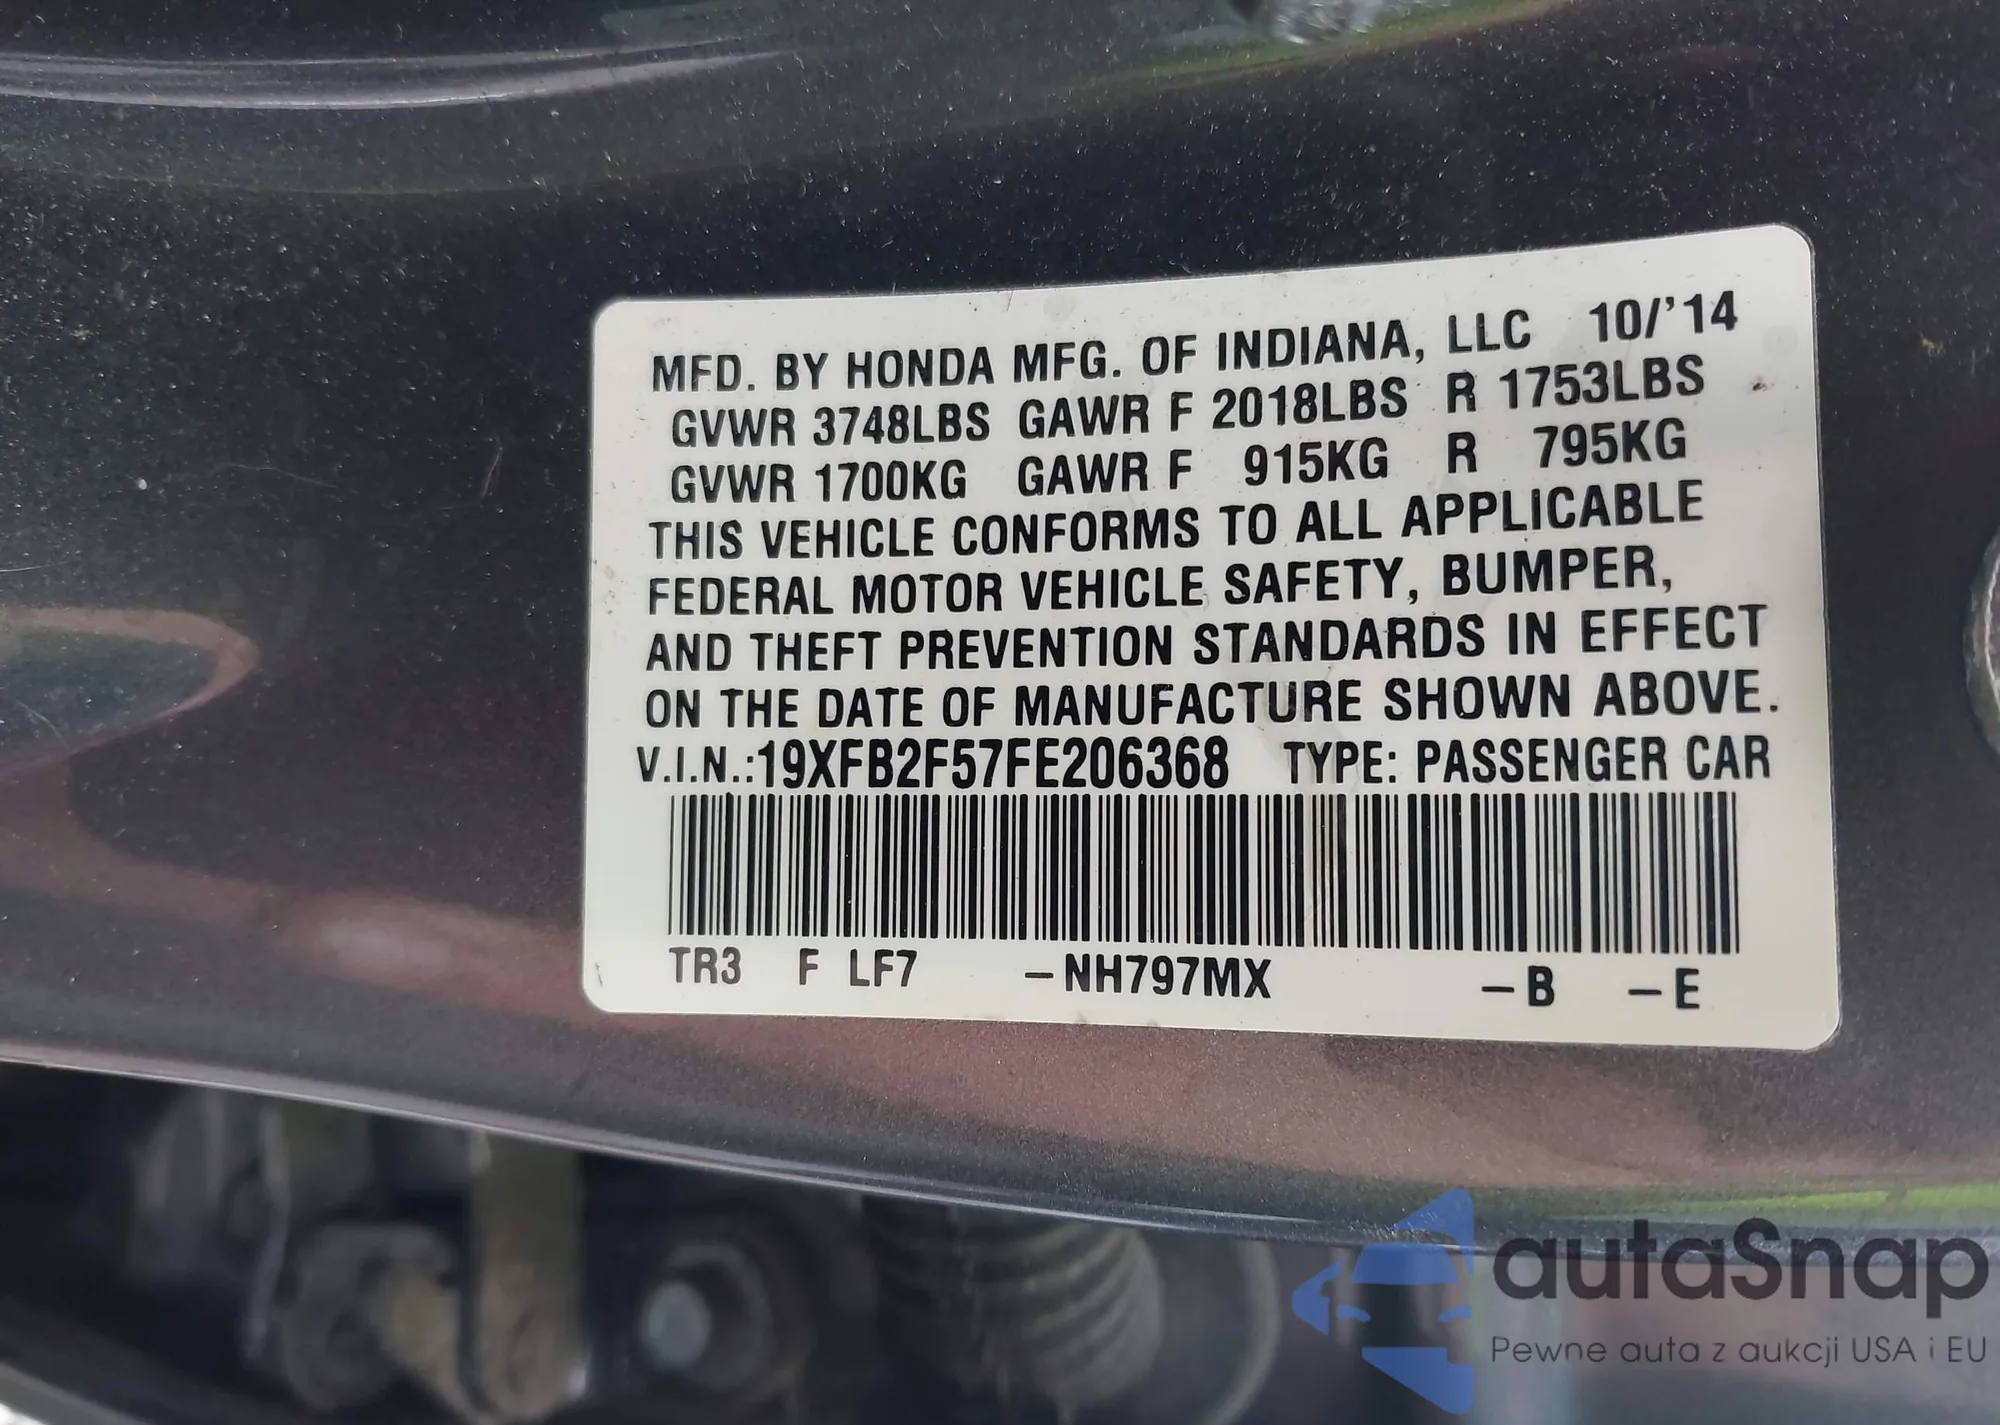 MFD. BY HONDA MFG. OF INDIANA, LLC 10/'14
GVWR 3748LBS GAWR F 2018LBS R 1753LBS
GVWR 1700KG GAWR F 915KG R 795KG
THIS VEHICLE CONFORMS TO ALL APPLICABLE
FEDERAL MOTOR VEHICLE SAFETY, BUMPER,
AND THEFT PREVENTION STANDARDS IN EFFECT
ON THE DATE OF MANUFACTURE SHOWN ABOVE.
V.I.N.:19XFB2F57FE206368 TYPE: PASSENGER CAR
TR3 F LF7 –NH797MX –B –E
autaSnap
Pewne auta z aukcji USA i EU